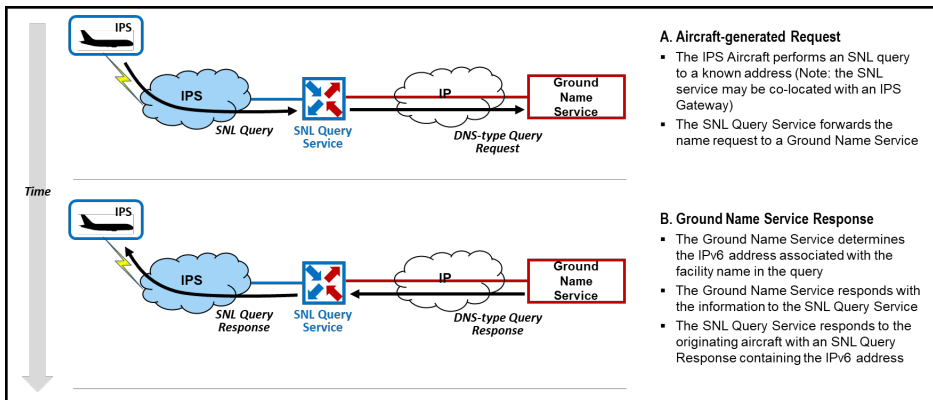 Time
IPS
IPS
SNL Query
SNL Query
Service
IP
DNS-type Query
Request
Ground
Name
Service
A. Aircraft-generated Request
▪ The IPS Aircraft performs an SNL query
to a known address (Note: the SNL
service may be co-located with an IPS
Gateway)
▪ The SNL Query Service forwards the
name request to a Ground Name Service
IPS
IPS
SNL Query
Response
SNL Query
Service
IP
DNS-type Query
Response
Ground
Name
Service
B. Ground Name Service Response
▪ The Ground Name Service determines
the IPv6 address associated with the
facility name in the query
▪ The Ground Name Service responds with
the information to the SNL Query Service
▪ The SNL Query Service responds to the
originating aircraft with an SNL Query
Response containing the IPv6 address